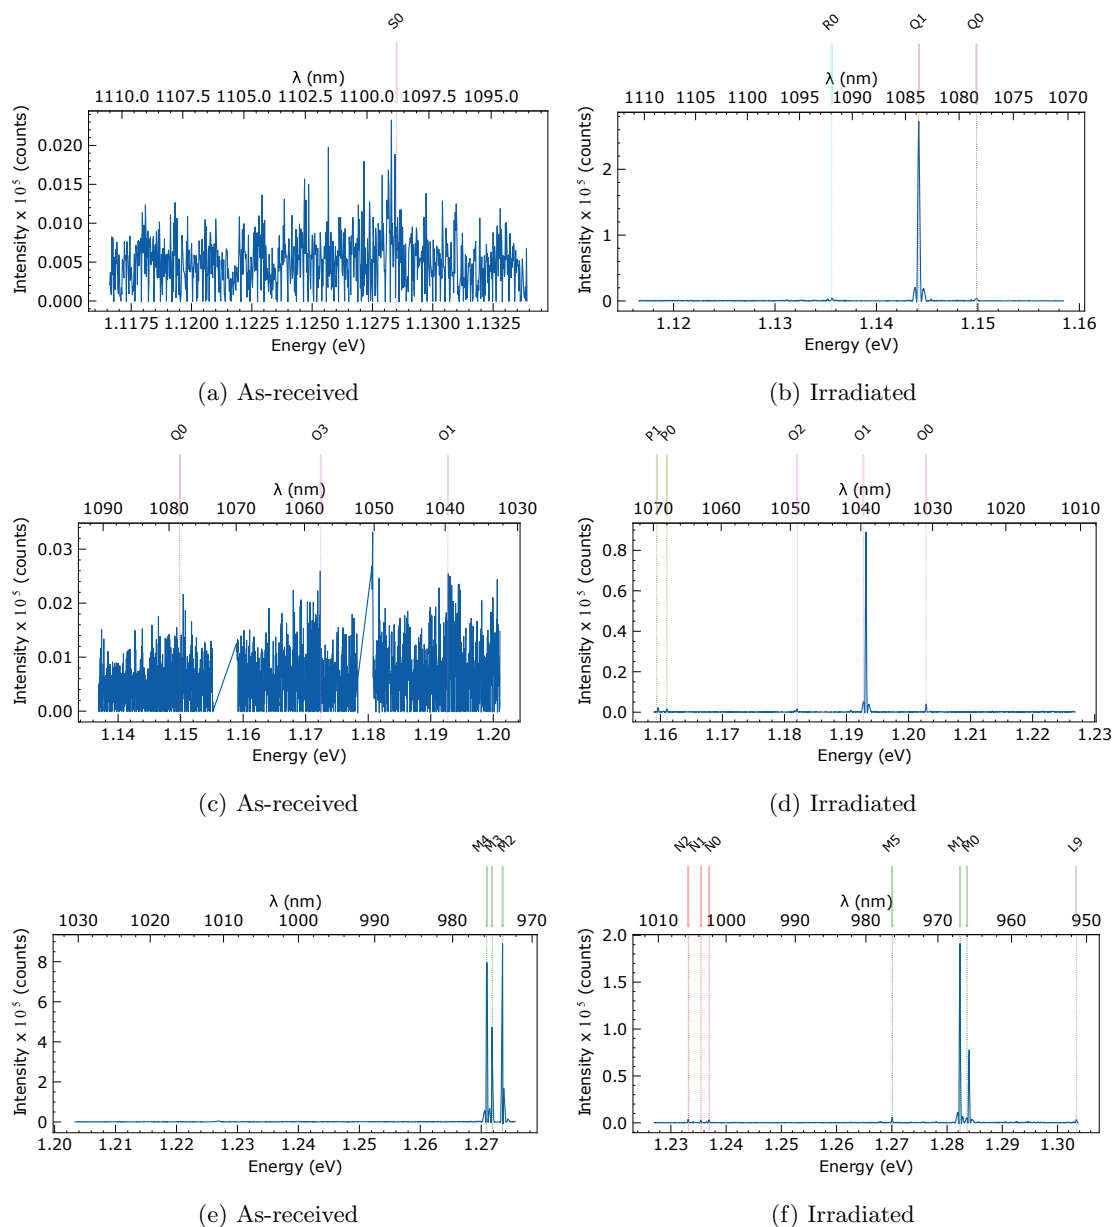 S0
λ (nm)
1110.0 1107.5 1105.0 1102.5 1100.0 1097.5 1095.0
Intensity x 10⁵ (counts)
0.020
0.015
0.010
0.005
0.000
1.1175 1.1200 1.1225 1.1250 1.1275 1.1300 1.1325
Energy (eV)
(a) As-received
R0 Q1 Q0
λ (nm)
1110 1105 1100 1095 1090 1085 1080 1075 1070
Intensity x 10⁵ (counts)
2
1
0
1.12 1.13 1.14 1.15 1.16
Energy (eV)
(b) Irradiated
Q0 O3 O1
λ (nm)
1090 1080 1070 1060 1050 1040 1030
Intensity x 10⁵ (counts)
0.03
0.02
0.01
0.00
1.14 1.15 1.16 1.17 1.18 1.19 1.20
Energy (eV)
(c) As-received
P1 P0 O2 O1 O0
λ (nm)
1070 1060 1050 1040 1030 1020 1010
Intensity x 10⁵ (counts)
0.8
0.6
0.4
0.2
0.0
1.16 1.17 1.18 1.19 1.20 1.21 1.22 1.23
Energy (eV)
(d) Irradiated
M4 M3 M2
λ (nm)
1030 1020 1010 1000 990 980 970
Intensity x 10⁵ (counts)
8
6
4
2
0
1.20 1.21 1.22 1.23 1.24 1.25 1.26 1.27
Energy (eV)
(e) As-received
N2 N1 N0 M5 M1 M0 L9
λ (nm)
1010 1000 990 980 970 960 950
Intensity x 10⁵ (counts)
2.0
1.5
1.0
0.5
0.0
1.23 1.24 1.25 1.26 1.27 1.28 1.29 1.30
Energy (eV)
(f) Irradiated